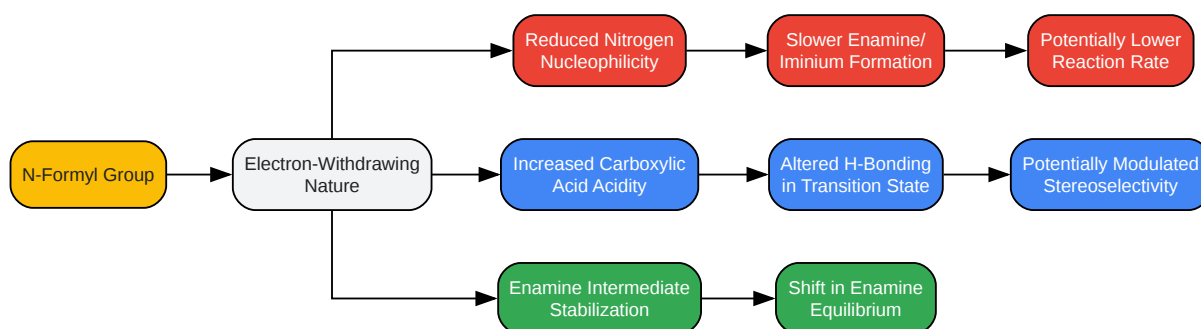 Reduced Nitrogen
Nucleophilicity
Slower Enamine/
Iminium Formation
Potentially Lower
Reaction Rate
N-Formyl Group
Electron-Withdrawing
Nature
Increased Carboxylic
Acid Acidity
Altered H-Bonding
in Transition State
Potentially Modulated
Stereoselectivity
Enamine Intermediate
Stabilization
Shift in Enamine
Equilibrium